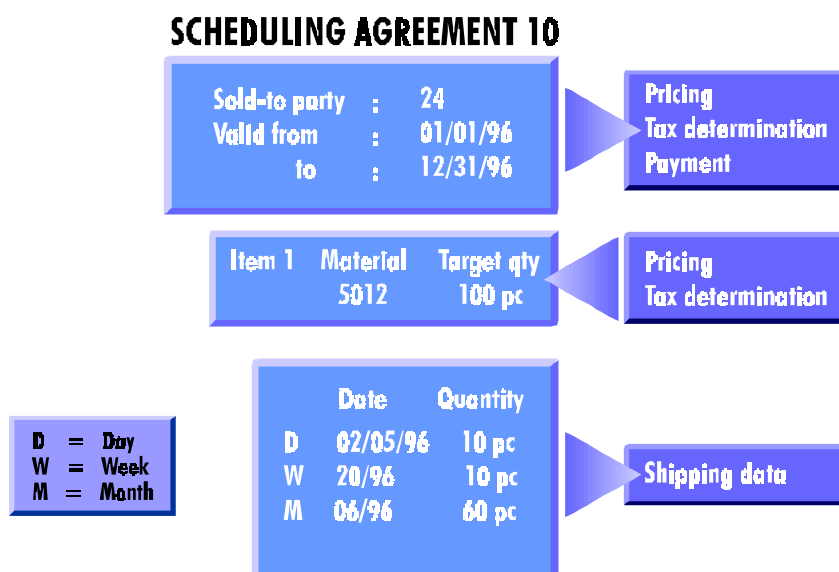 SCHEDULING AGREEMENT 10
Sold-to party : 24
Valid from : 01/01/96
to : 12/31/96
Pricing
Tax determination
Payment
Item 1 Material Target qty
5012 100 pc
Pricing
Tax determination
Date Quantity
D 02/05/96 10 pc
W 20/96 10 pc
M 06/96 60 pc
D = Day
W = Week
M = Month
Shipping data